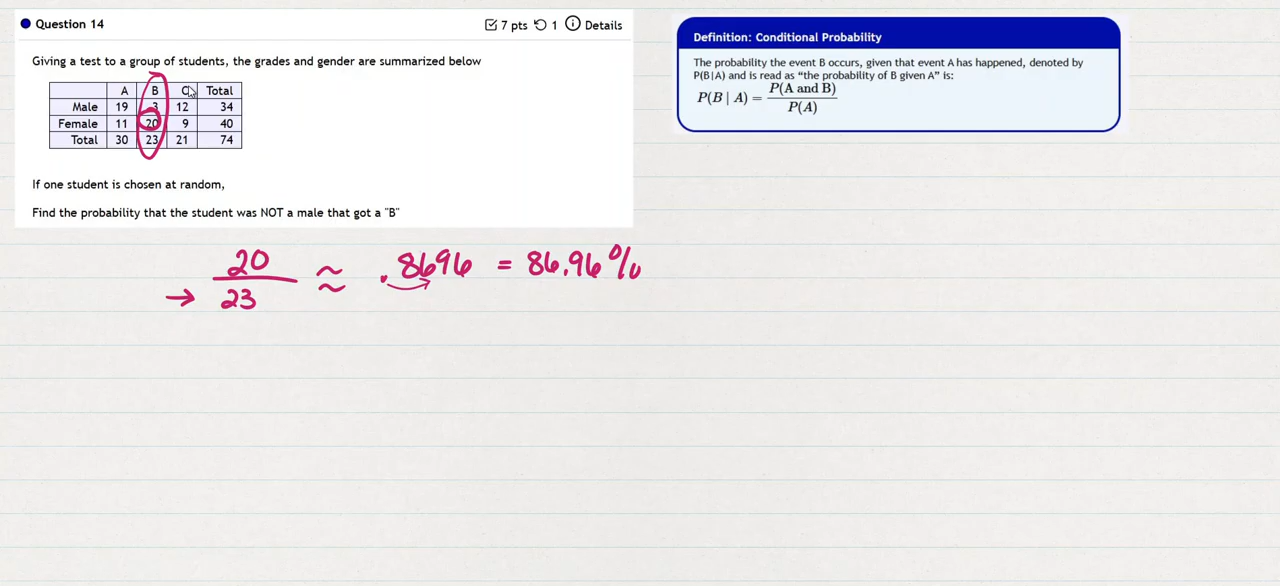 Question 14
7 pts 1 Details
Giving a test to a group of students, the grades and gender are summarized below
A B C Total
Male 19 3 12 34
Female 11 20 9 40
Total 30 23 21 74
If one student is chosen at random,
Find the probability that the student was NOT a male that got a "B"
20
→ 23 ≈ .8696 = 86.96%
Definition: Conditional Probability
The probability the event B occurs, given that event A has happened, denoted by
P(B|A) and is read as “the probability of B given A” is:
P(B | A) = P(A and B)
P(A)